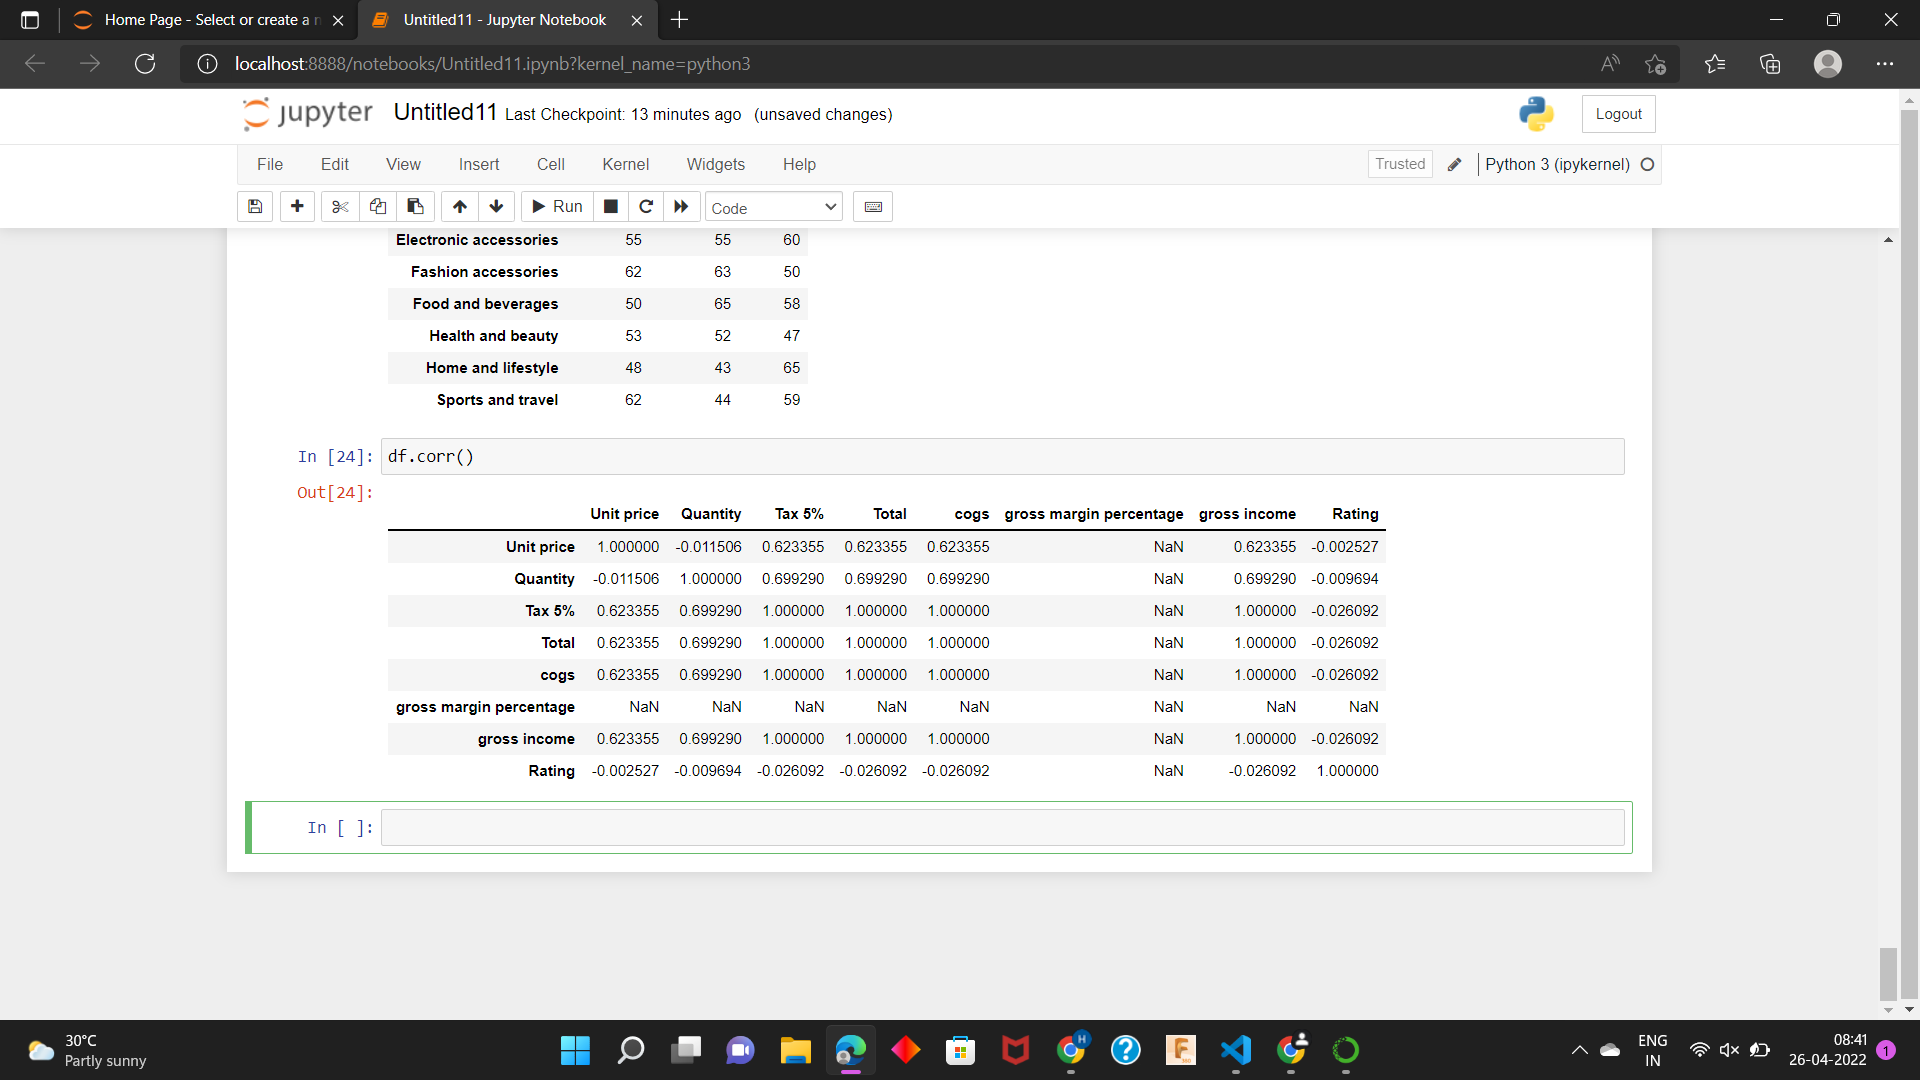 Home Page - Select or create a n
Untitled11 - Jupyter Notebook
localhost:8888/notebooks/Untitled11.ipynb?kernel_name=python3
jupyter Untitled11 Last Checkpoint: 13 minutes ago (unsaved changes)
Logout
File Edit View Insert Cell Kernel Widgets Help
Trusted Python 3 (ipykernel)
Run Code
Electronic accessories 55 55 60
Fashion accessories 62 63 50
Food and beverages 50 65 58
Health and beauty 53 52 47
Home and lifestyle 48 43 65
Sports and travel 62 44 59
In [24]: df.corr()
Out[24]:
Unit price Quantity Tax 5% Total cogs gross margin percentage gross income Rating
Unit price 1.000000 -0.011506 0.623355 0.623355 0.623355 NaN 0.623355 -0.002527
Quantity -0.011506 1.000000 0.699290 0.699290 0.699290 NaN 0.699290 -0.009694
Tax 5% 0.623355 0.699290 1.000000 1.000000 1.000000 NaN 1.000000 -0.026092
Total 0.623355 0.699290 1.000000 1.000000 1.000000 NaN 1.000000 -0.026092
cogs 0.623355 0.699290 1.000000 1.000000 1.000000 NaN 1.000000 -0.026092
gross margin percentage NaN NaN NaN NaN NaN NaN NaN NaN
gross income 0.623355 0.699290 1.000000 1.000000 1.000000 NaN 1.000000 -0.026092
Rating -0.002527 -0.009694 -0.026092 -0.026092 -0.026092 NaN -0.026092 1.000000
In [ ]:
30°C
Partly sunny
H
F
ENG
IN
08:41
26-04-2022
1